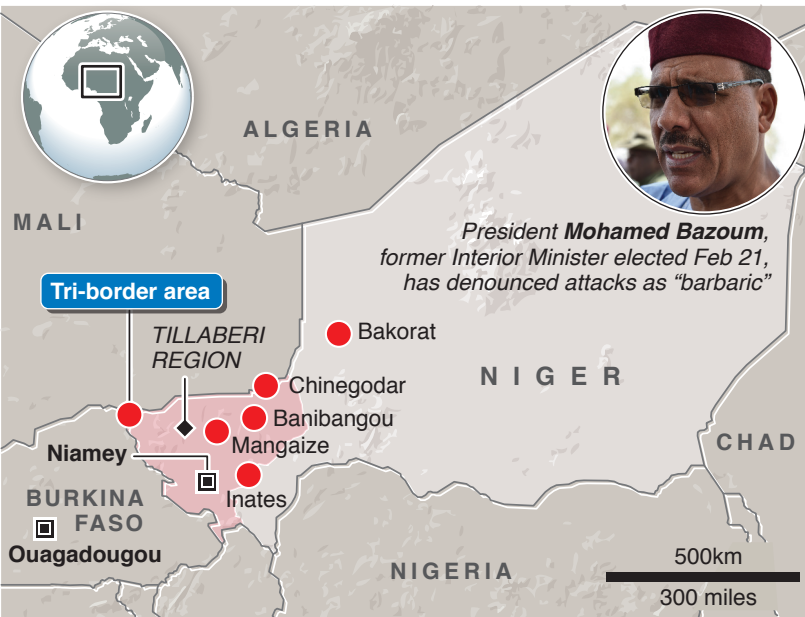 ALGERIA
MALI
President Mohamed Bazoum,
former Interior Minister elected Feb 21,
has denounced attacks as “barbaric”
Tri-border area
TILLABERI
REGION
Bakorat
NIGER
Chinegodar
Banibangou
Mangaize
CHAD
Niamey
Inates
BURKINA
FASO
Ouagadougou
NIGERIA
500km
300 miles